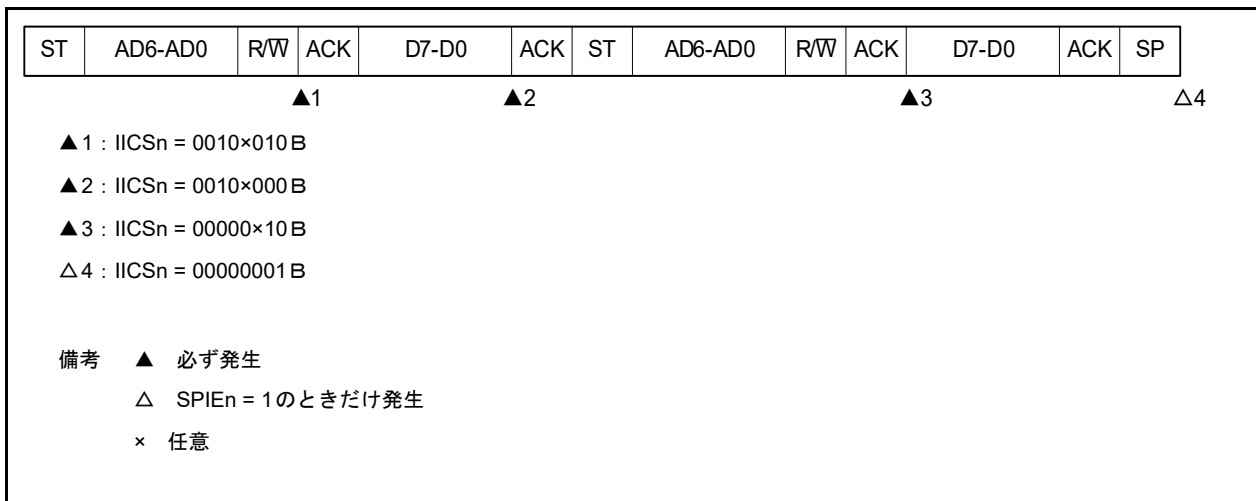 ST AD6-AD0 R/W̅ ACK D7-D0 ACK ST AD6-AD0 R/W̅ ACK D7-D0 ACK SP
▲1 ▲2 ▲3 △4
▲1：IICSn = 0010×010B
▲2：IICSn = 0010×000B
▲3：IICSn = 00000×10B
△4：IICSn = 00000001B
備考 ▲ 必ず発生
△ SPIEn = 1のときだけ発生
× 任意